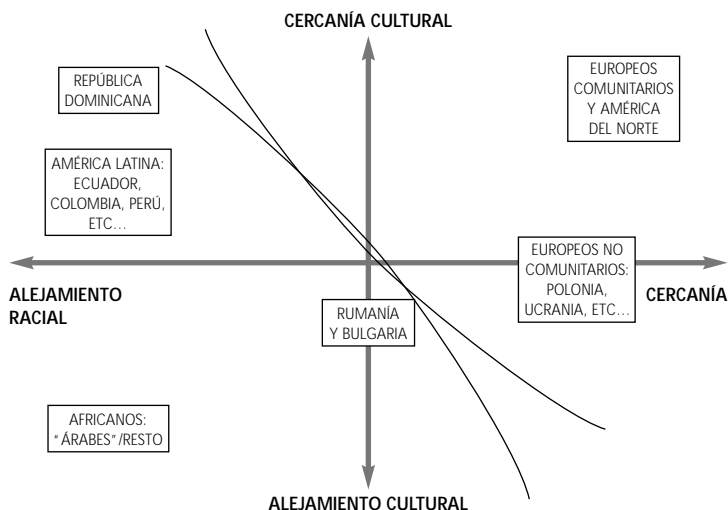 CERCANÍA CULTURAL
REPÚBLICA
DOMINICANA
EUROPEOS
COMUNITARIOS
Y AMÉRICA
DEL NORTE
AMÉRICA LATINA:
ECUADOR,
COLOMBIA, PERÚ,
ETC...
EUROPEOS NO
COMUNITARIOS:
POLONIA,
UCRANIA, ETC...
ALEJAMIENTO
RACIAL
CERCANÍA
RUMANÍA
Y BULGARIA
AFRICANOS:
"ÁRABES"/RESTO
ALEJAMIENTO CULTURAL